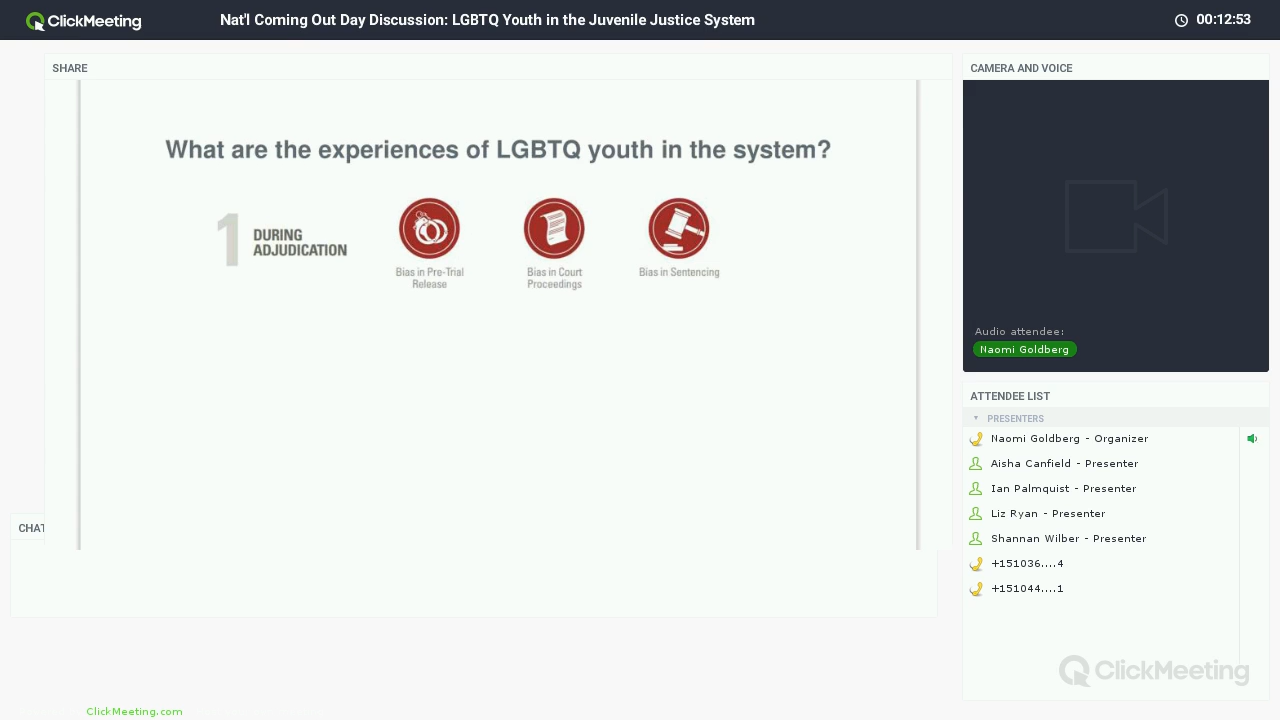 ClickMeeting
Nat'l Coming Out Day Discussion: LGBTQ Youth in the Juvenile Justice System
00:12:53
SHARE
What are the experiences of LGBTQ youth in the system?
1
DURING
ADJUDICATION
Bias in Pre-Trial
Release
Bias in Court
Proceedings
Bias in Sentencing
CHAT
CAMERA AND VOICE
Audio attendee:
Naomi Goldberg
ATTENDEE LIST
PRESENTERS
Naomi Goldberg - Organizer
Aisha Canfield - Presenter
Ian Palmquist - Presenter
Liz Ryan - Presenter
Shannan Wilber - Presenter
+151036....4
+151044....1
ClickMeeting
ClickMeeting.com